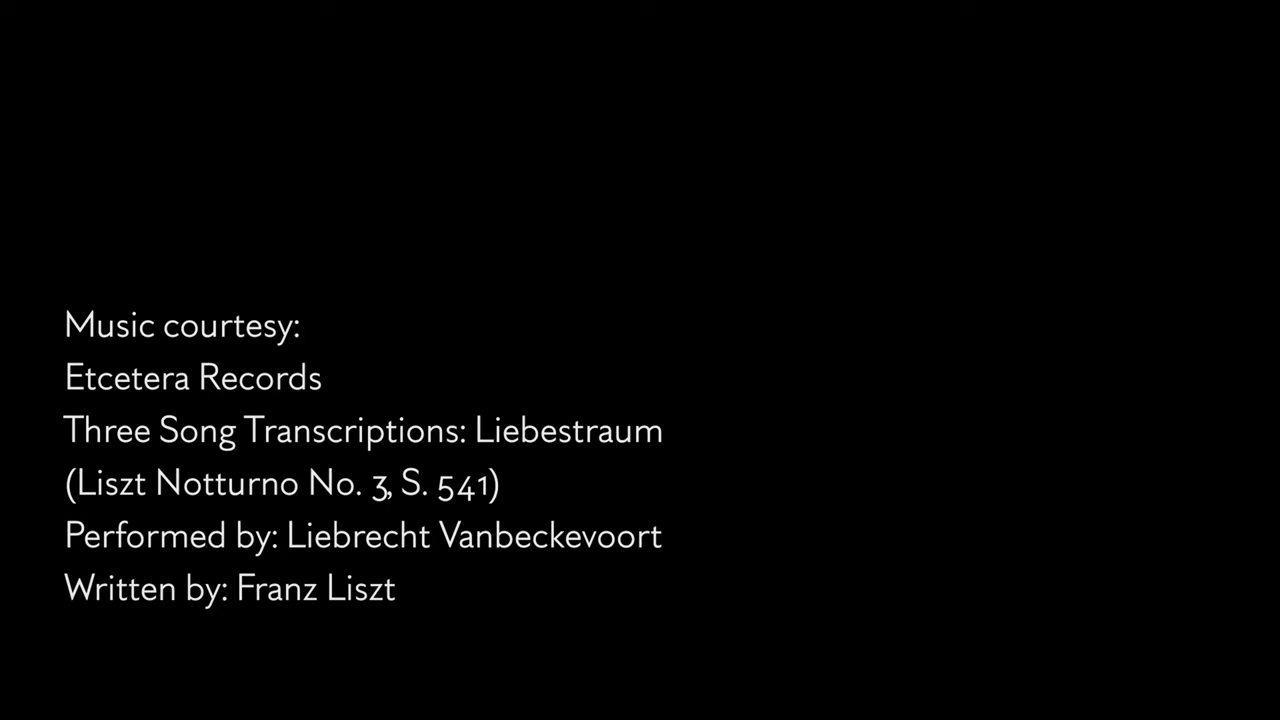 Music courtesy:
Etcetera Records
Three Song Transcriptions: Liebestraum
(Liszt Notturno No. 3, S. 541)
Performed by: Liebrecht Vanbeckevoort
Written by: Franz Liszt